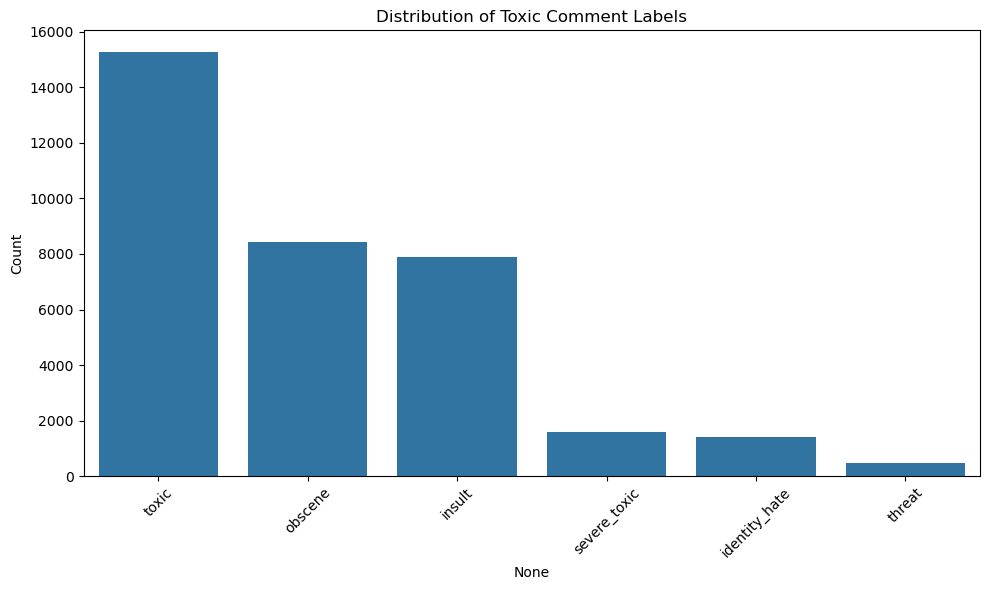 Distribution of Toxic Comment Labels
Count
16000
14000
12000
10000
8000
6000
4000
2000
0
toxic
obscene
insult
severe_toxic
identity_hate
threat
None